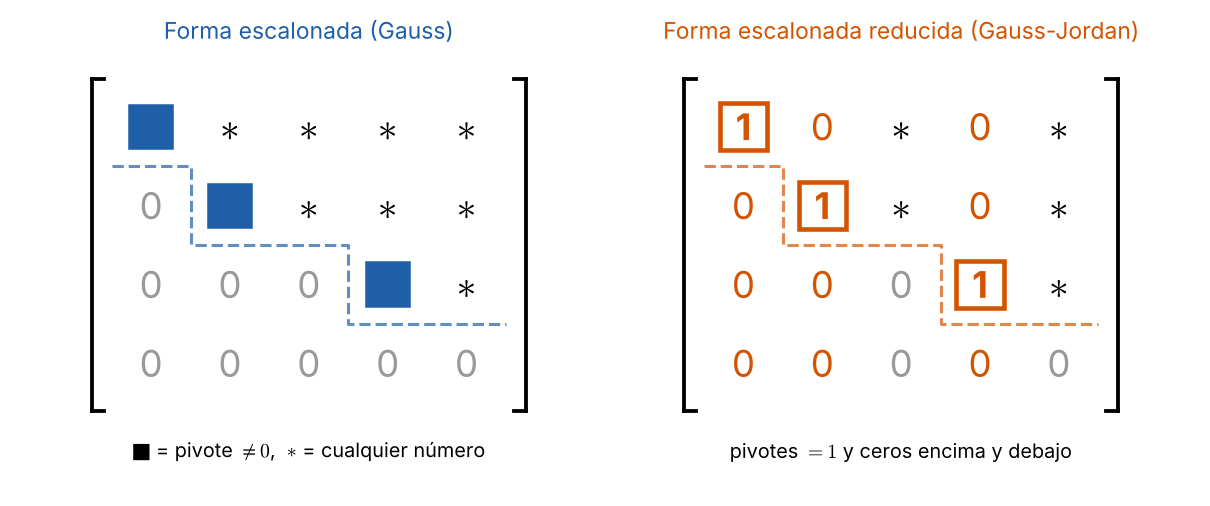 Forma escalonada (Gauss)
■ * * * *
0 ■ * * *
0 0 0 ■ *
0 0 0 0 0
■ = pivote ≠ 0, * = cualquier número
Forma escalonada reducida (Gauss-Jordan)
1 0 * 0 *
0 1 * 0 *
0 0 0 1 *
0 0 0 0 0
pivotes = 1 y ceros encima y debajo